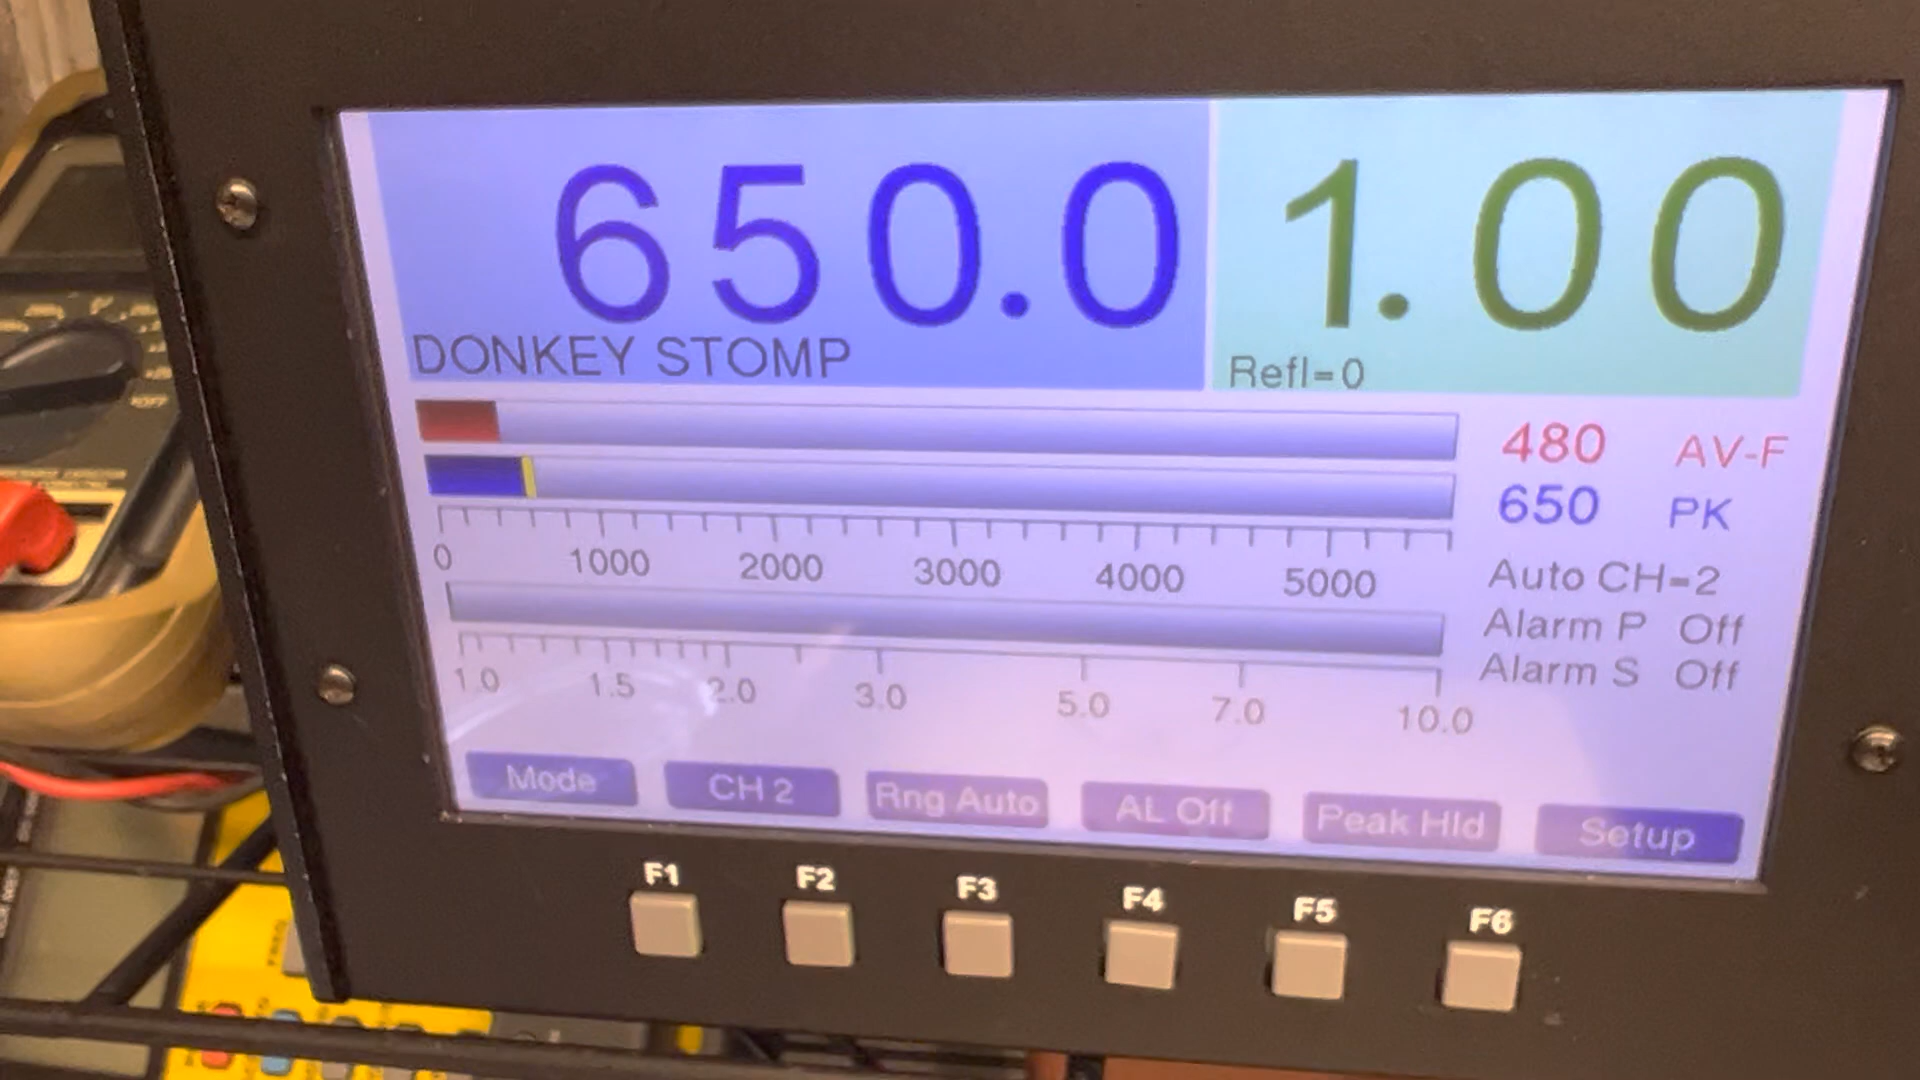 650.0
1.00
DONKEY STOMP
Refl=0
480 AV-F
650 PK
0 1000 2000 3000 4000 5000
Auto CH=2
Alarm P Off
Alarm S Off
1.0 1.5 2.0 3.0 5.0 7.0 10.0
Mode CH 2 Rng Auto AL Off Peak Hld Setup
F1 F2 F3 F4 F5 F6